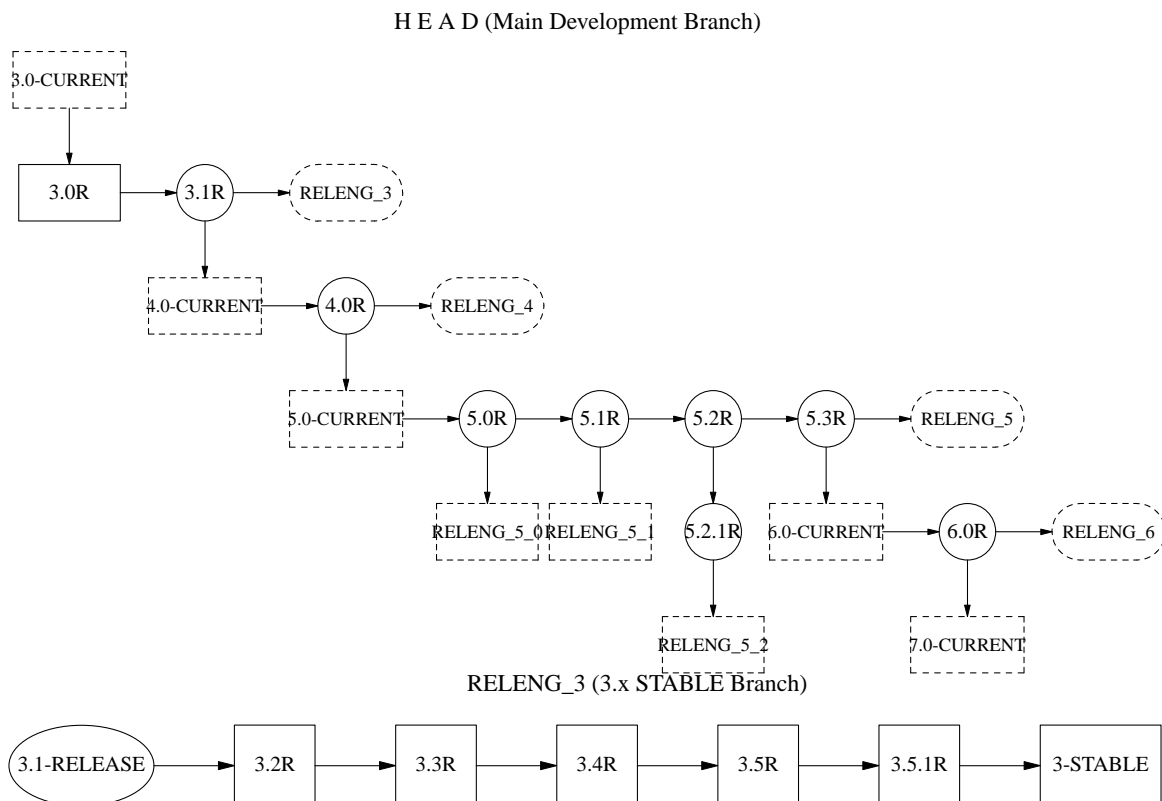 H E A D (Main Development Branch)
3.0-CURRENT
3.0R
3.1R
RELENG_3
4.0-CURRENT
4.0R
RELENG_4
5.0-CURRENT
5.0R
5.1R
5.2R
5.3R
RELENG_5
RELENG_5_0
RELENG_5_1
5.2.1R
6.0-CURRENT
6.0R
RELENG_6
RELENG_5_2
7.0-CURRENT
RELENG_3 (3.x STABLE Branch)
3.1-RELEASE
3.2R
3.3R
3.4R
3.5R
3.5.1R
3-STABLE